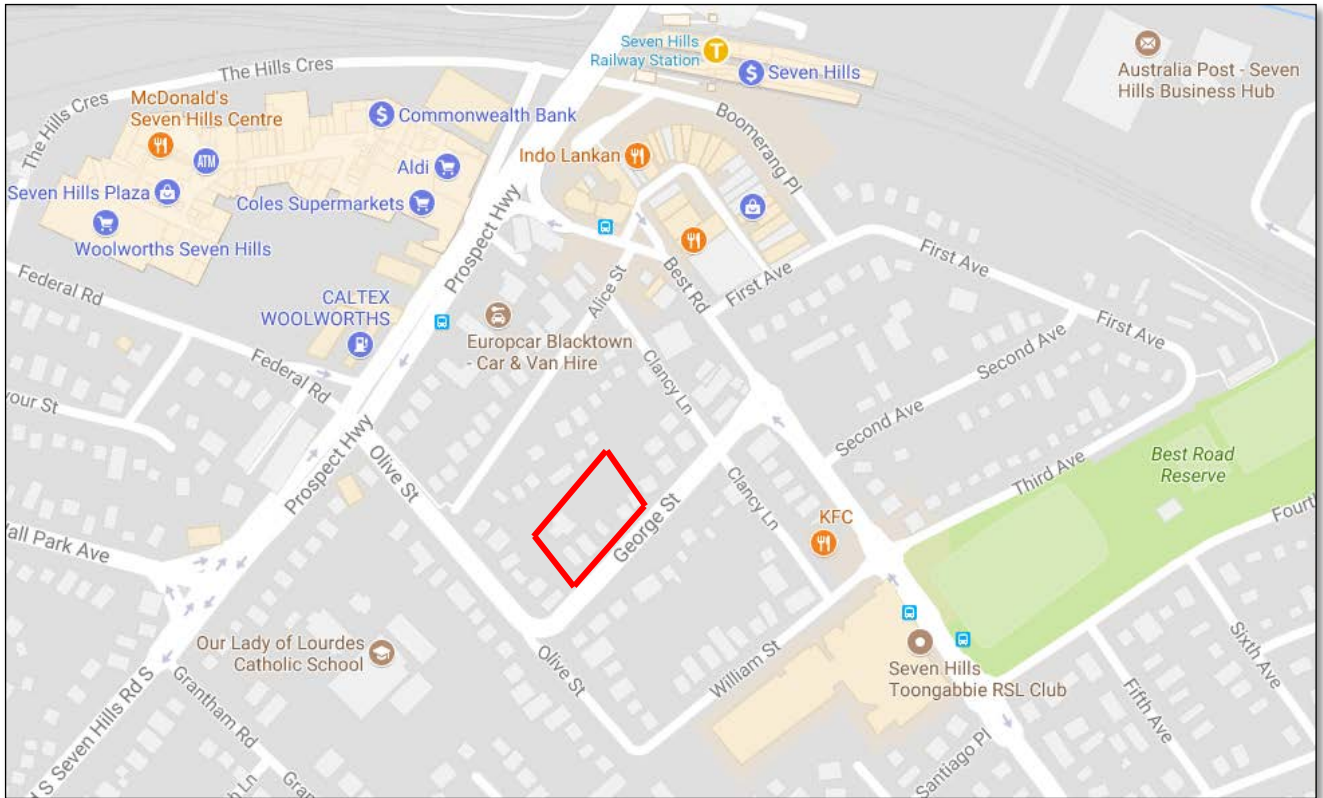 Seven Hills
Railway Station
T
$
Seven Hills
Australia Post - Seven
Hills Business Hub
The Hills Cres
The Hills Cres
McDonald's
Seven Hills Centre
$
Commonwealth Bank
ATM
Aldi
Seven Hills Plaza
Coles Supermarkets
Woolworths Seven Hills
Indo Lankan
Boomerang Pl
Prospect Hwy
Federal Rd
CALTEX
WOOLWORTHS
Alice St
Best Rd
First Ave
First Ave
First Ave
Europcar Blacktown
- Car & Van Hire
Federal Rd
Clancy Ln
Second Ave
Second Ave
your St
Prospect Hwy
Olive St
Third Ave
Best Road
Reserve
Clancy Ln
George St
KFC
Fourth
all Park Ave
Our Lady of Lourdes
Catholic School
Olive St
William St
Seven Hills
Toongabbie RSL Club
Sixth Ave
Fifth Ave
Grantham Rd
S Seven Hills Rd S
Santiago Pl
Gran
h Ln